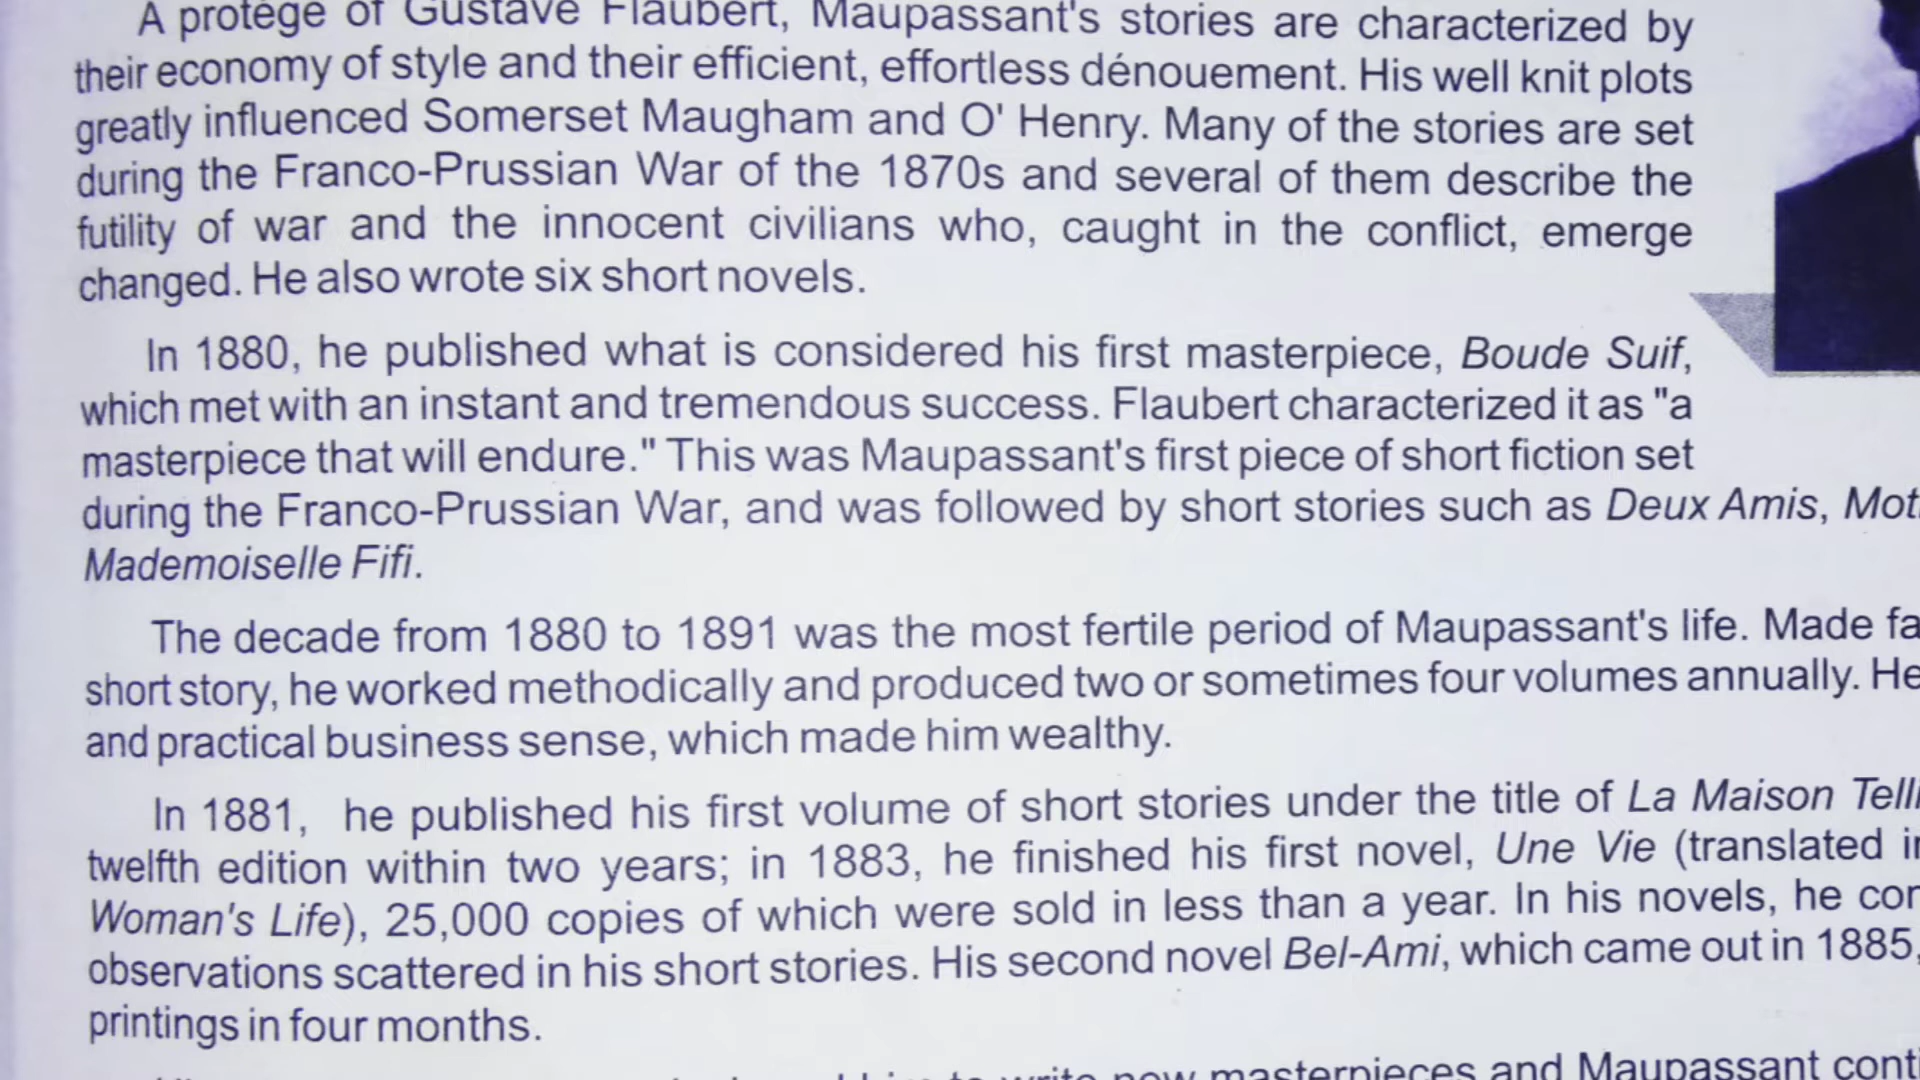 A protégé of Gustave Flaubert, Maupassant's stories are characterized by
their economy of style and their efficient, effortless dénouement. His well knit plots
greatly influenced Somerset Maugham and O' Henry. Many of the stories are set
during the Franco-Prussian War of the 1870s and several of them describe the
futility of war and the innocent civilians who, caught in the conflict, emerge
changed. He also wrote six short novels.
In 1880, he published what is considered his first masterpiece, Boude Suif,
which met with an instant and tremendous success. Flaubert characterized it as "a
masterpiece that will endure." This was Maupassant's first piece of short fiction set
during the Franco-Prussian War, and was followed by short stories such as Deux Amis,
Mademoiselle Fifi.
The decade from 1880 to 1891 was the most fertile period of Maupassant's life. Made
short story, he worked methodically and produced two or sometimes four volumes annually. He
and practical business sense, which made him wealthy.
In 1881, he published his first volume of short stories under the title of La Maison
twelfth edition within two years; in 1883, he finished his first novel, Une Vie (translated
Woman's Life), 25,000 copies of which were sold in less than a year. In his novels, he
observations scattered in his short stories. His second novel Bel-Ami, which came out in 1885,
printings in four months.
to write new masterpieces and Maupassant